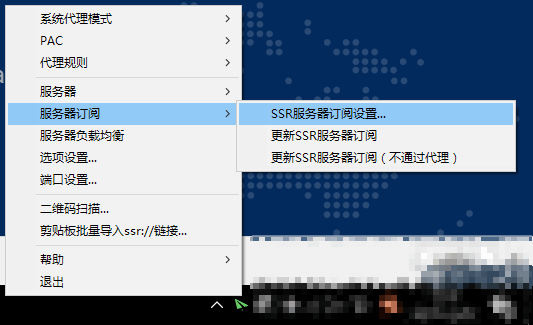 系统代理模式
PAC
代理规则
服务器
服务器订阅
服务器负载均衡
选项设置...
端口设置...
二维码扫描...
剪贴板批量导入ssr://链接...
帮助
退出
SSR服务器订阅设置...
更新SSR服务器订阅
更新SSR服务器订阅（不通过代理）